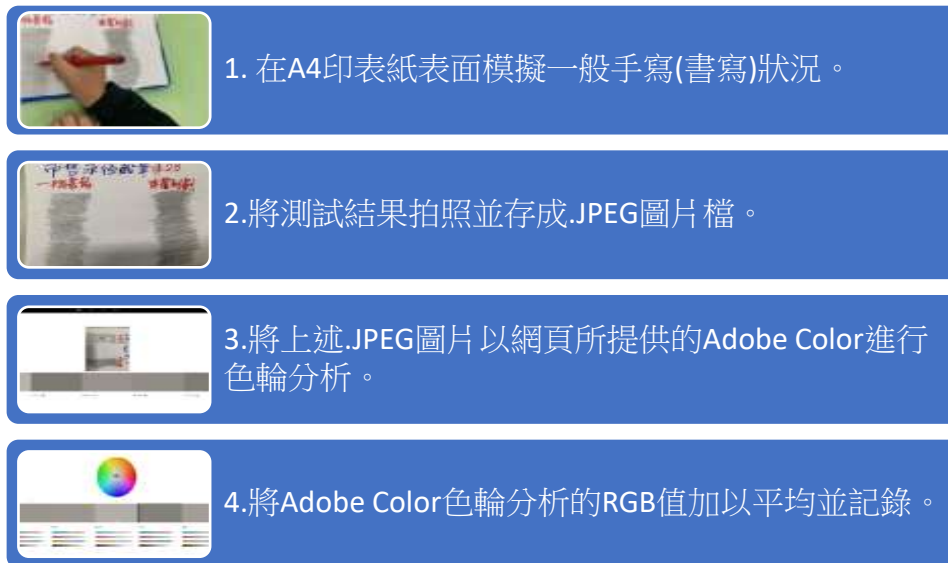 1. 在A4印表紙表面模擬一般手寫(書寫)狀況。
2.將測試結果拍照並存成.JPEG圖片檔。
3.將上述.JPEG圖片以網頁所提供的Adobe Color進行
色輪分析。
4.將Adobe Color色輪分析的RGB值加以平均並記錄。